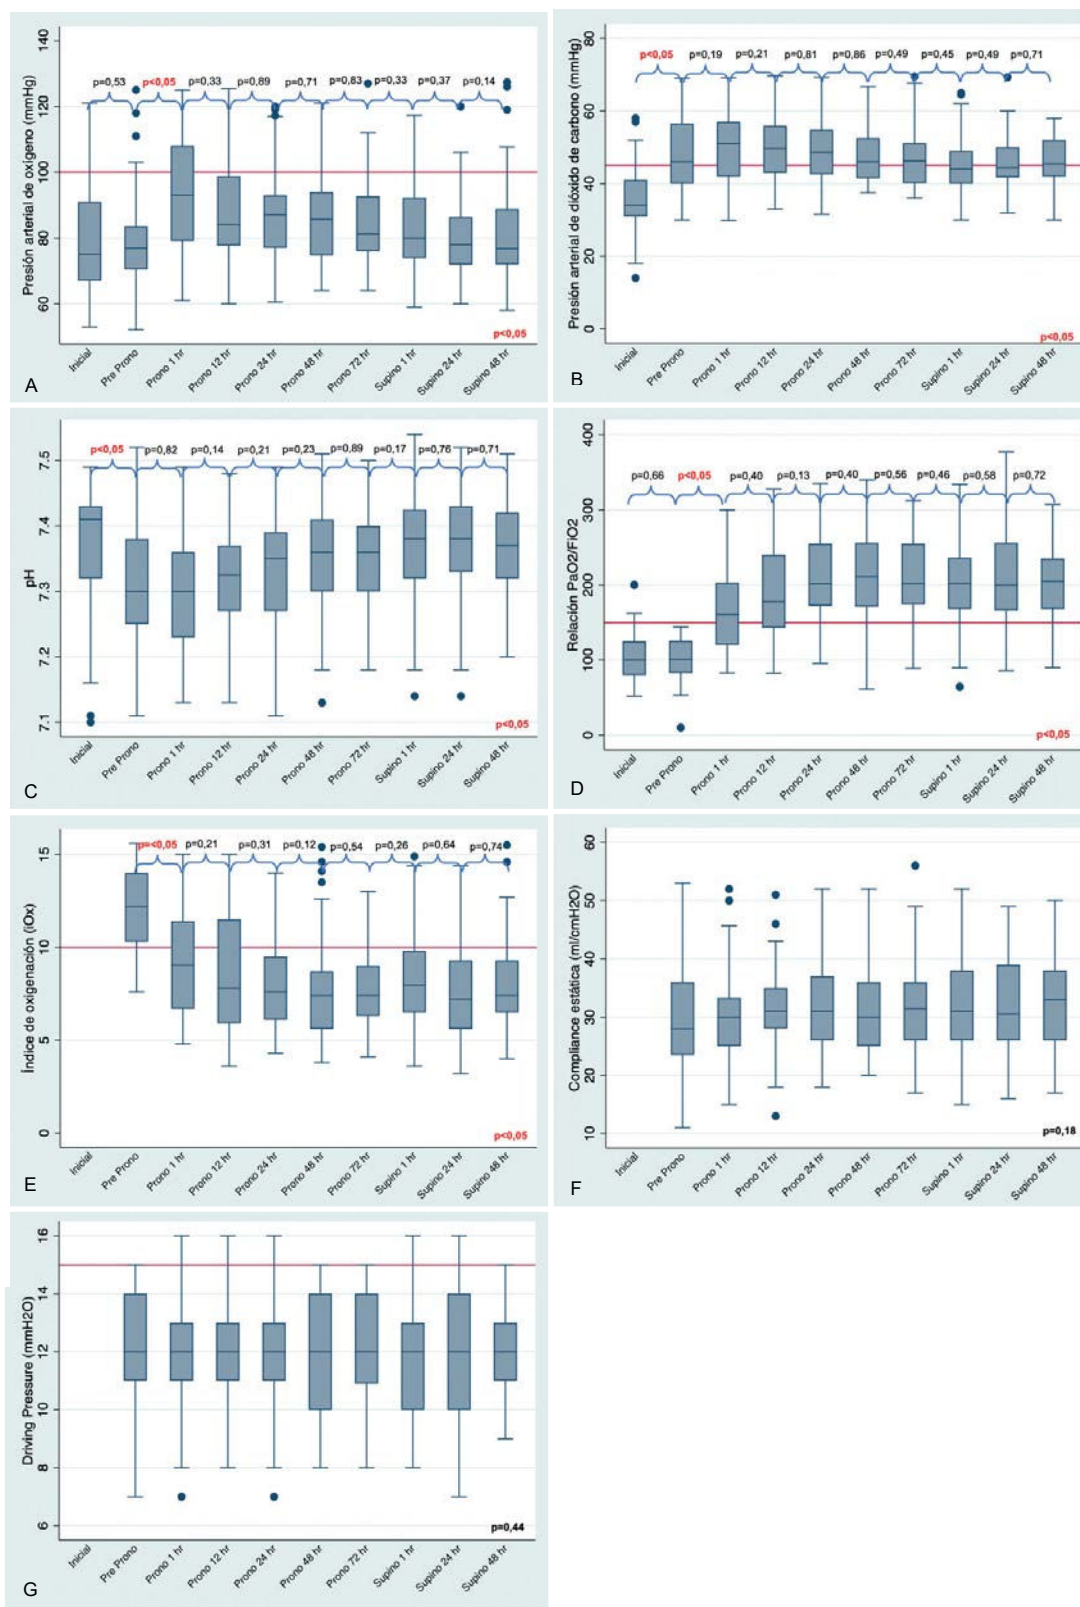 Presión arterial de oxígeno (mmHg)
140
120
100
80
60
p=0,53 p<0,05 p=0,33 p=0,89 p=0,71 p=0,83 p=0,33 p=0,37 p=0,14
p<0,05
Inicial Pre Prono Prono 1 hr Prono 12 hr Prono 24 hr Prono 48 hr Prono 72 hr Supino 1 hr Supino 24 hr Supino 48 hr
A
Presión arterial de dióxido de carbono (mmHg)
80
60
40
20
0
p<0,05 p=0,19 p=0,21 p=0,81 p=0,86 p=0,49 p=0,45 p=0,49 p=0,71
p<0,05
Inicial Pre Prono Prono 1 hr Prono 12 hr Prono 24 hr Prono 48 hr Prono 72 hr Supino 1 hr Supino 24 hr Supino 48 hr
B
pH
7.5
7.4
7.3
7.2
7.1
p<0,05 p=0,82 p=0,14 p=0,21 p=0,23 p=0,89 p=0,17 p=0,76 p=0,71
p<0,05
Inicial Pre Prono Prono 1 hr Prono 12 hr Prono 24 hr Prono 48 hr Prono 72 hr Supino 1 hr Supino 24 hr Supino 48 hr
C
Relación PaO2/FiO2
400
300
200
100
0
p=0,66 p<0,05 p=0,40 p=0,13 p=0,40 p=0,56 p=0,46 p=0,58 p=0,72
p<0,05
Inicial Pre Prono Prono 1 hr Prono 12 hr Prono 24 hr Prono 48 hr Prono 72 hr Supino 1 hr Supino 24 hr Supino 48 hr
D
Índice de oxigenación (iOx)
15
10
5
0
p=<0,05 p=0,21 p=0,31 p=0,12 p=0,54 p=0,26 p=0,64 p=0,74
p<0,05
Inicial Pre Prono Prono 1 hr Prono 12 hr Prono 24 hr Prono 48 hr Prono 72 hr Supino 1 hr Supino 24 hr Supino 48 hr
E
Compliance estática (ml/cmH2O)
60
50
40
30
20
10
p=0,18
Inicial Pre Prono Prono 1 hr Prono 12 hr Prono 24 hr Prono 48 hr Prono 72 hr Supino 1 hr Supino 24 hr Supino 48 hr
F
Driving Pressure (mmH2O)
16
14
12
10
8
6
p=0,44
Inicial Pre Prono Prono 1 hr Prono 12 hr Prono 24 hr Prono 48 hr Prono 72 hr Supino 1 hr Supino 24 hr Supino 48 hr
G